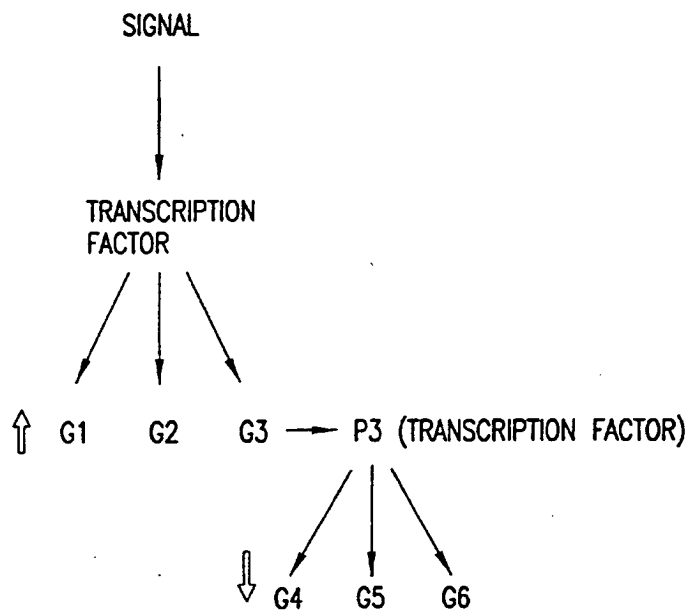 SIGNAL
TRANSCRIPTION
FACTOR
G1 G2 G3 P3 (TRANSCRIPTION FACTOR)
G4 G5 G6